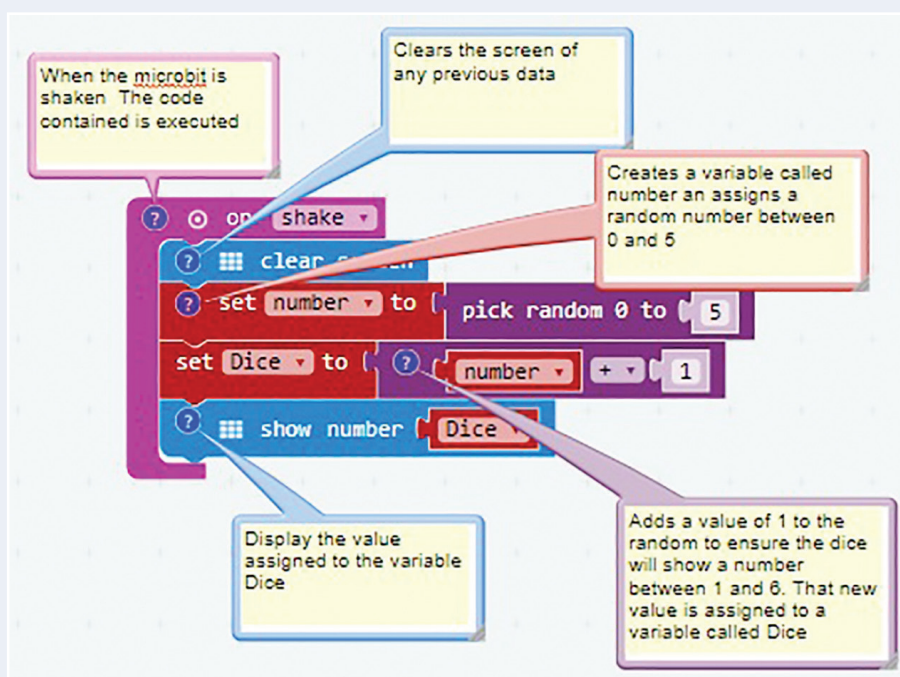 When the microbit is
shaken The code
contained is executed
Clears the screen of
any previous data
Creates a variable called
number an assigns a
random number between
0 and 5
? on shake
? clear screen
? set number to pick random 0 to 5
set Dice to ? number + 1
? show number Dice
Display the value
assigned to the variable
Dice
Adds a value of 1 to the
random to ensure the dice
will show a number
between 1 and 6. That new
value is assigned to a
variable called Dice